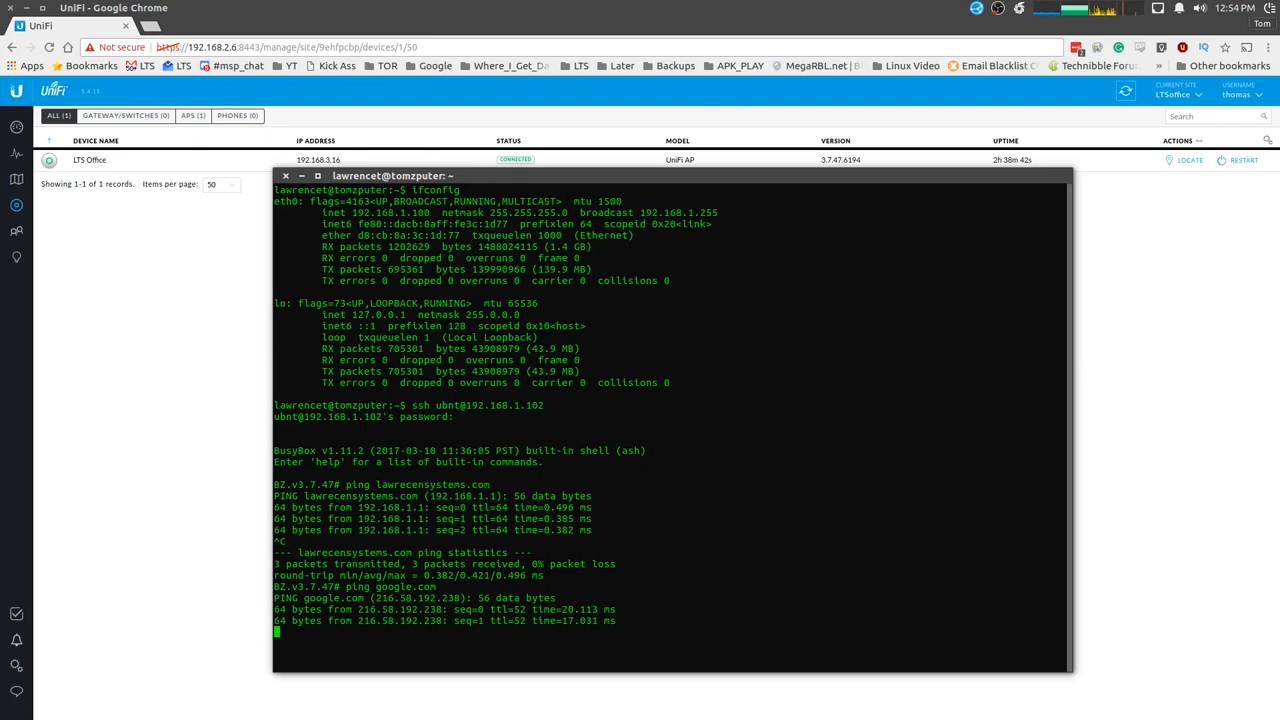 UniFi - Google Chrome
12:54 PM
UniFi
Tom
Not secure https://192.168.2.6:8443/manage/site/9ehfpcbp/devices/1/50
Apps Bookmarks LTS LTS #msp_chat YT Kick Ass TOR Google Where_I_Get_Da LTS Later Backups APK_PLAY MegaRBL.net | Bl Linux Video Email Blacklist C Technibble Forum » Other bookmarks
U UniFi 5.4.11 CURRENT SITE USERNAME
LTSoffice thomas
ALL (1) GATEWAY/SWITCHES (0) APS (1) PHONES (0) Search
DEVICE NAME IP ADDRESS STATUS MODEL VERSION UPTIME ACTIONS
LTS Office 192.168.3.16 CONNECTED UniFi AP 3.7.47.6194 2h 38m 42s LOCATE RESTART
Showing 1-1 of 1 records. Items per page: 50
lawrencet@tomzputer: ~
lawrencet@tomzputer:~$ ifconfig
eth0: flags=4163<UP,BROADCAST,RUNNING,MULTICAST> mtu 1500
inet 192.168.1.100 netmask 255.255.255.0 broadcast 192.168.1.255
inet6 fe80::dacb:8aff:fe3c:1d77 prefixlen 64 scopeid 0x20<link>
ether d8:cb:8a:3c:1d:77 txqueuelen 1000 (Ethernet)
RX packets 1202629 bytes 1488024115 (1.4 GB)
RX errors 0 dropped 0 overruns 0 frame 0
TX packets 695361 bytes 139990966 (139.9 MB)
TX errors 0 dropped 0 overruns 0 carrier 0 collisions 0
lo: flags=73<UP,LOOPBACK,RUNNING> mtu 65536
inet 127.0.0.1 netmask 255.0.0.0
inet6 ::1 prefixlen 128 scopeid 0x10<host>
loop txqueuelen 1 (Local Loopback)
RX packets 705301 bytes 43908979 (43.9 MB)
RX errors 0 dropped 0 overruns 0 frame 0
TX packets 705301 bytes 43908979 (43.9 MB)
TX errors 0 dropped 0 overruns 0 carrier 0 collisions 0
lawrencet@tomzputer:~$ ssh ubnt@192.168.1.102
ubnt@192.168.1.102's password:
BusyBox v1.11.2 (2017-03-10 11:36:05 PST) built-in shell (ash)
Enter 'help' for a list of built-in commands.
BZ.v3.7.47# ping lawrecensystems.com
PING lawrecensystems.com (192.168.1.1): 56 data bytes
64 bytes from 192.168.1.1: seq=0 ttl=64 time=0.496 ms
64 bytes from 192.168.1.1: seq=1 ttl=64 time=0.385 ms
64 bytes from 192.168.1.1: seq=2 ttl=64 time=0.382 ms
^C
--- lawrecensystems.com ping statistics ---
3 packets transmitted, 3 packets received, 0% packet loss
round-trip min/avg/max = 0.382/0.421/0.496 ms
BZ.v3.7.47# ping google.com
PING google.com (216.58.192.238): 56 data bytes
64 bytes from 216.58.192.238: seq=0 ttl=52 time=20.113 ms
64 bytes from 216.58.192.238: seq=1 ttl=52 time=17.031 ms